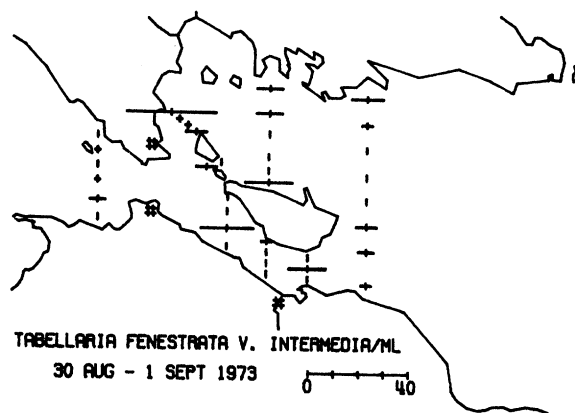 TABELLARIA FENESTRATA V. INTERMEDIA/ML
30 AUG - 1 SEPT 1973
0 40